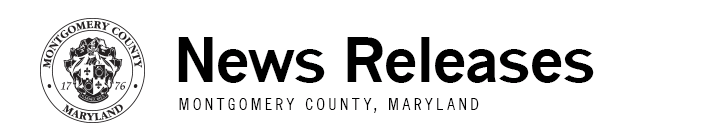 MONTGOMERY COUNTY
17 76
MARYLAND
News Releases
MONTGOMERY COUNTY, MARYLAND